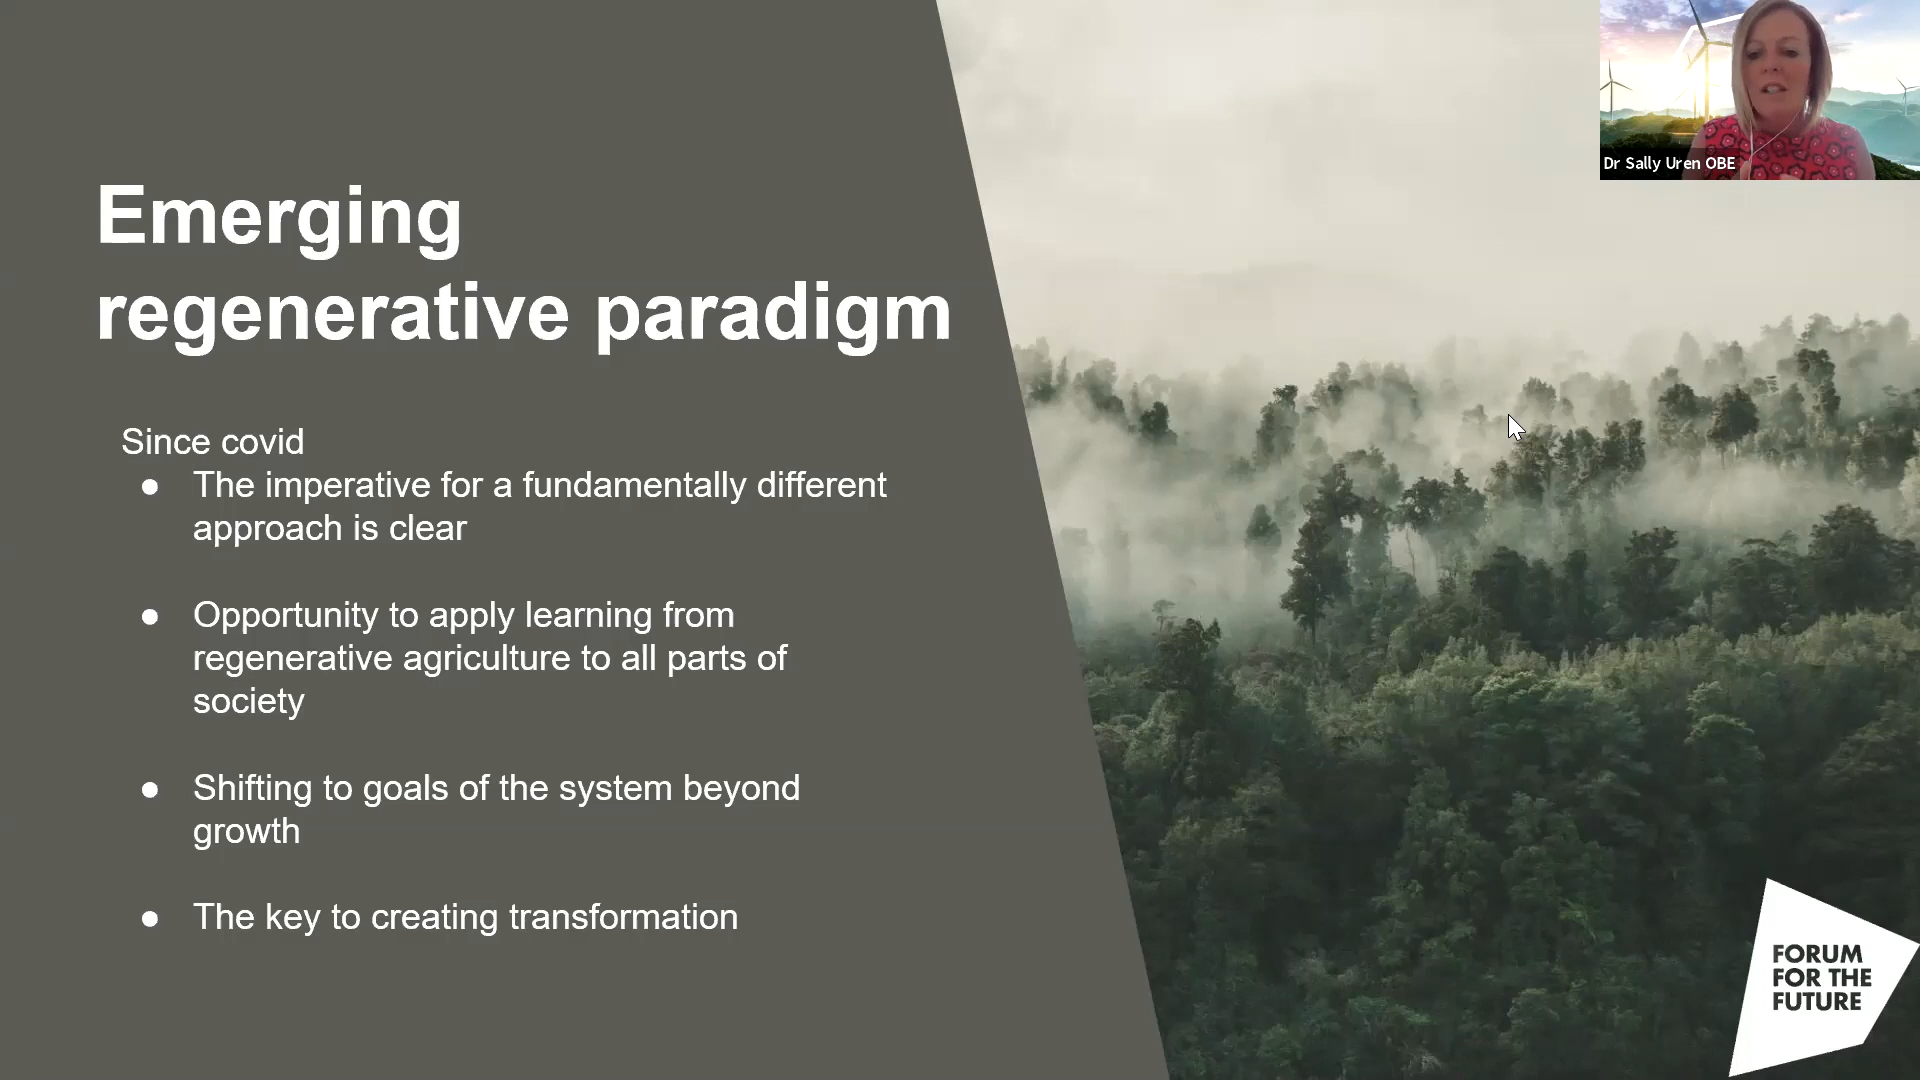 Dr Sally Uren OBE
Emerging
regenerative paradigm
Since covid
● The imperative for a fundamentally different
approach is clear
● Opportunity to apply learning from
regenerative agriculture to all parts of
society
● Shifting to goals of the system beyond
growth
● The key to creating transformation
FORUM
FOR THE
FUTURE